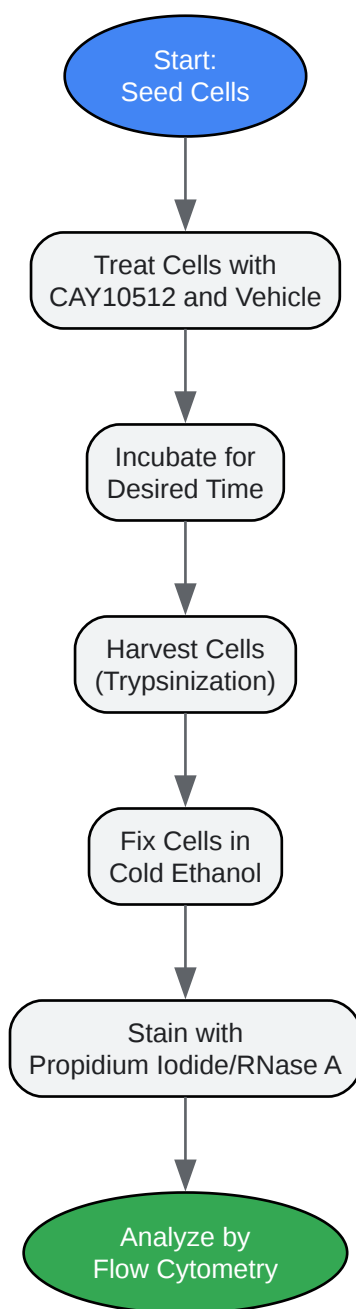 Start:
Seed Cells
Treat Cells with
CAY10512 and Vehicle
Incubate for
Desired Time
Harvest Cells
(Trypsinization)
Fix Cells in
Cold Ethanol
Stain with
Propidium Iodide/RNase A
Analyze by
Flow Cytometry